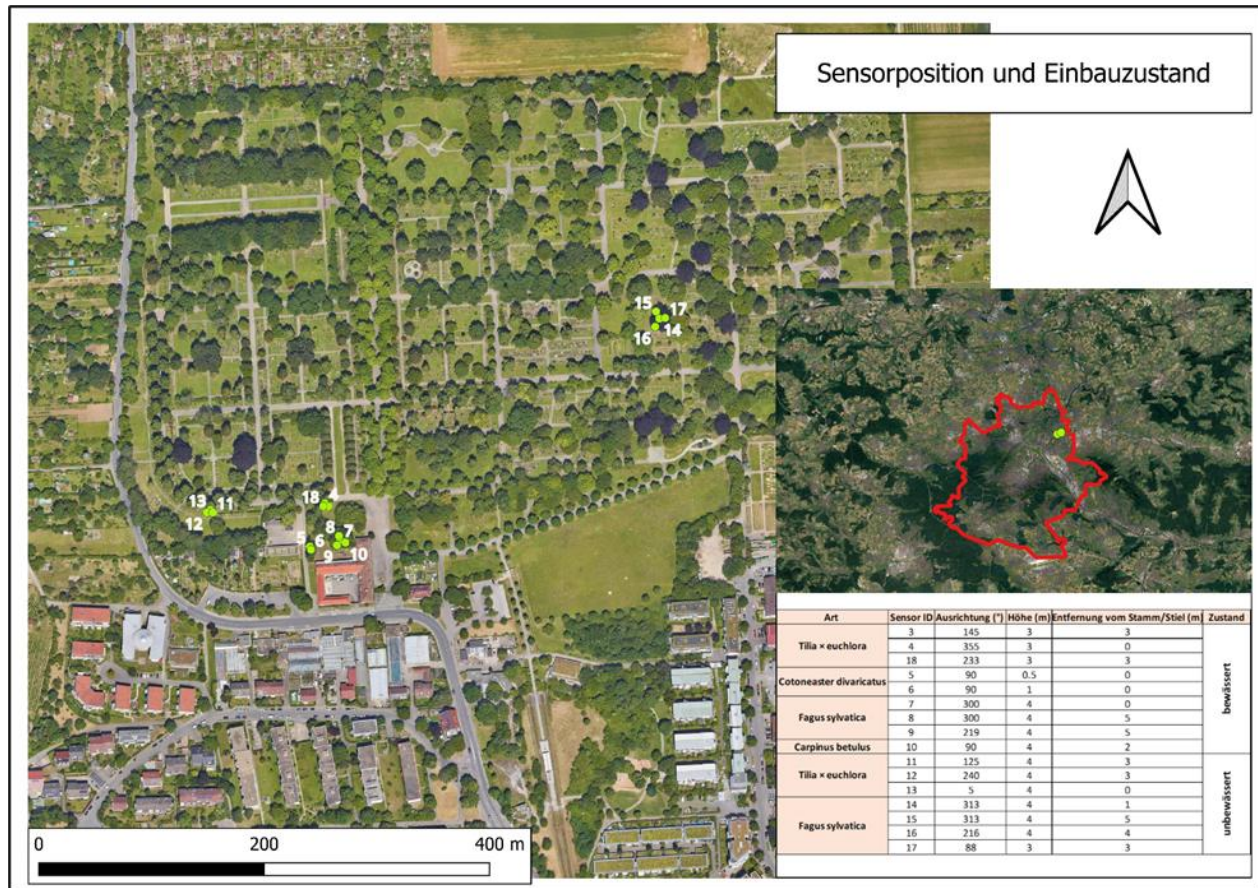 Sensorposition und Einbauzustand
15
17
16
14
13
11
12
18
4
8
7
5
6
9
10
Art Sensor ID Ausrichtung (°) Höhe (m) Entfernung vom Stamm/Stiel (m) Zustand
Tilia × euchlora
3 145 3 3
4 355 3 0
18 233 3 3
Cotoneaster divaricatus
5 90 0.5 0
6 90 1 0
Fagus sylvatica
7 300 4 0
8 300 4 5
9 219 4 5
Carpinus betulus 10 90 4 2
bewässert
Tilia × euchlora
11 125 4 3
12 240 4 3
13 5 4 0
Fagus sylvatica
14 313 4 1
15 313 4 5
16 216 4 4
17 88 3 3
unbewässert
0 200 400 m